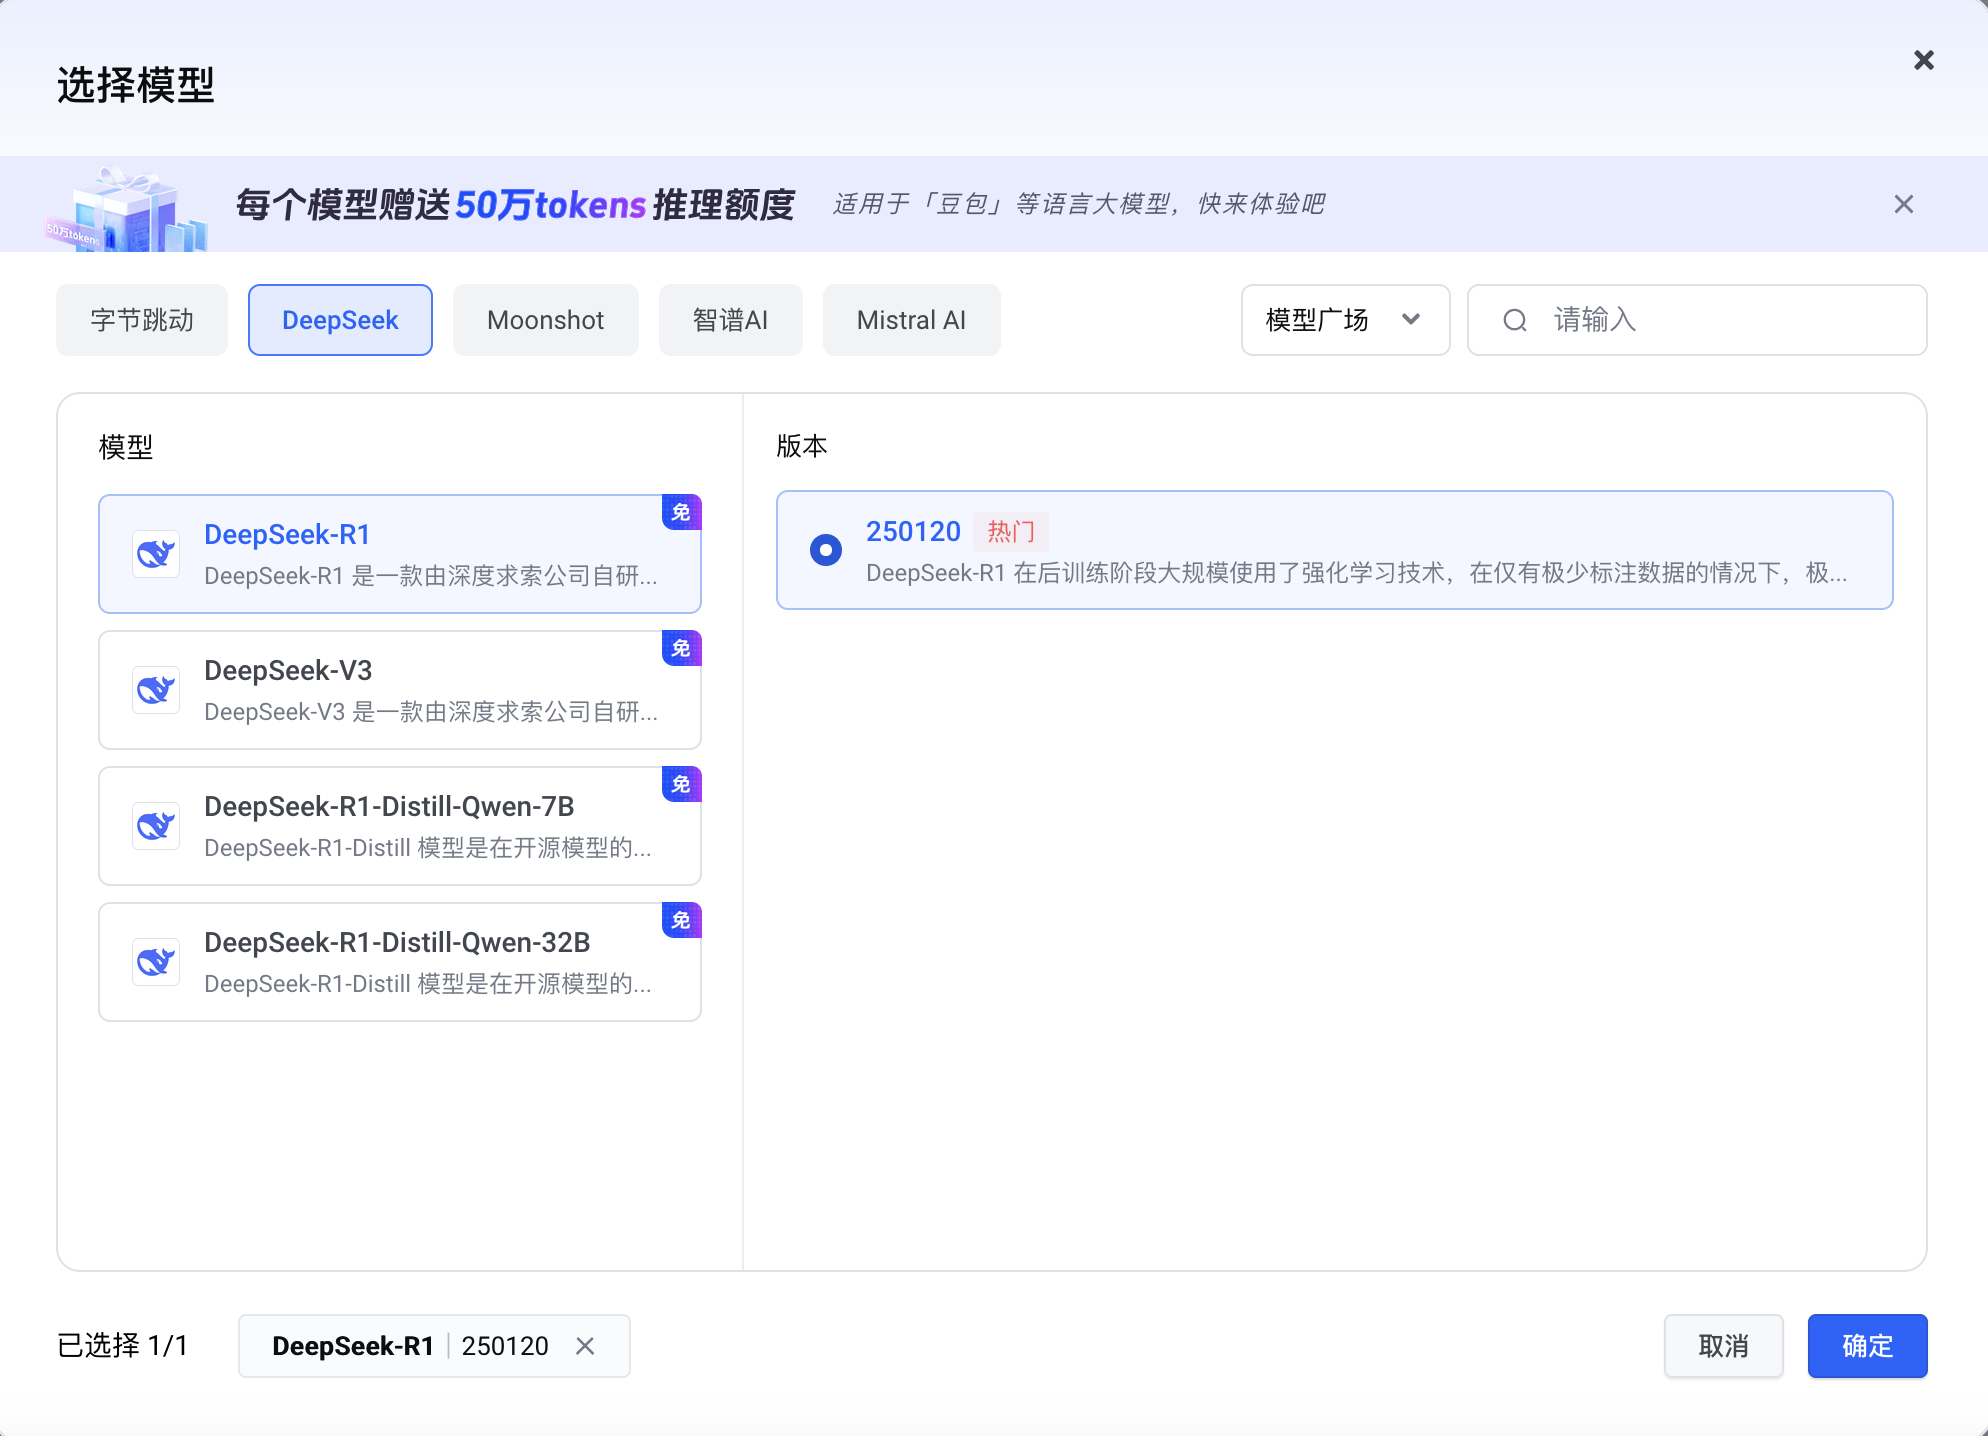 选择模型
50万tokens
每个模型赠送50万tokens推理额度 适用于「豆包」等语言大模型，快来体验吧
字节跳动 DeepSeek Moonshot 智谱AI Mistral AI 模型广场 请输入
模型
免
DeepSeek-R1
DeepSeek-R1 是一款由深度求索公司自研...
免
DeepSeek-V3
DeepSeek-V3 是一款由深度求索公司自研...
免
DeepSeek-R1-Distill-Qwen-7B
DeepSeek-R1-Distill 模型是在开源模型的...
免
DeepSeek-R1-Distill-Qwen-32B
DeepSeek-R1-Distill 模型是在开源模型的...
版本
250120 热门
DeepSeek-R1 在后训练阶段大规模使用了强化学习技术，在仅有极少标注数据的情况下，极...
已选择 1/1 DeepSeek-R1 | 250120 取消 确定